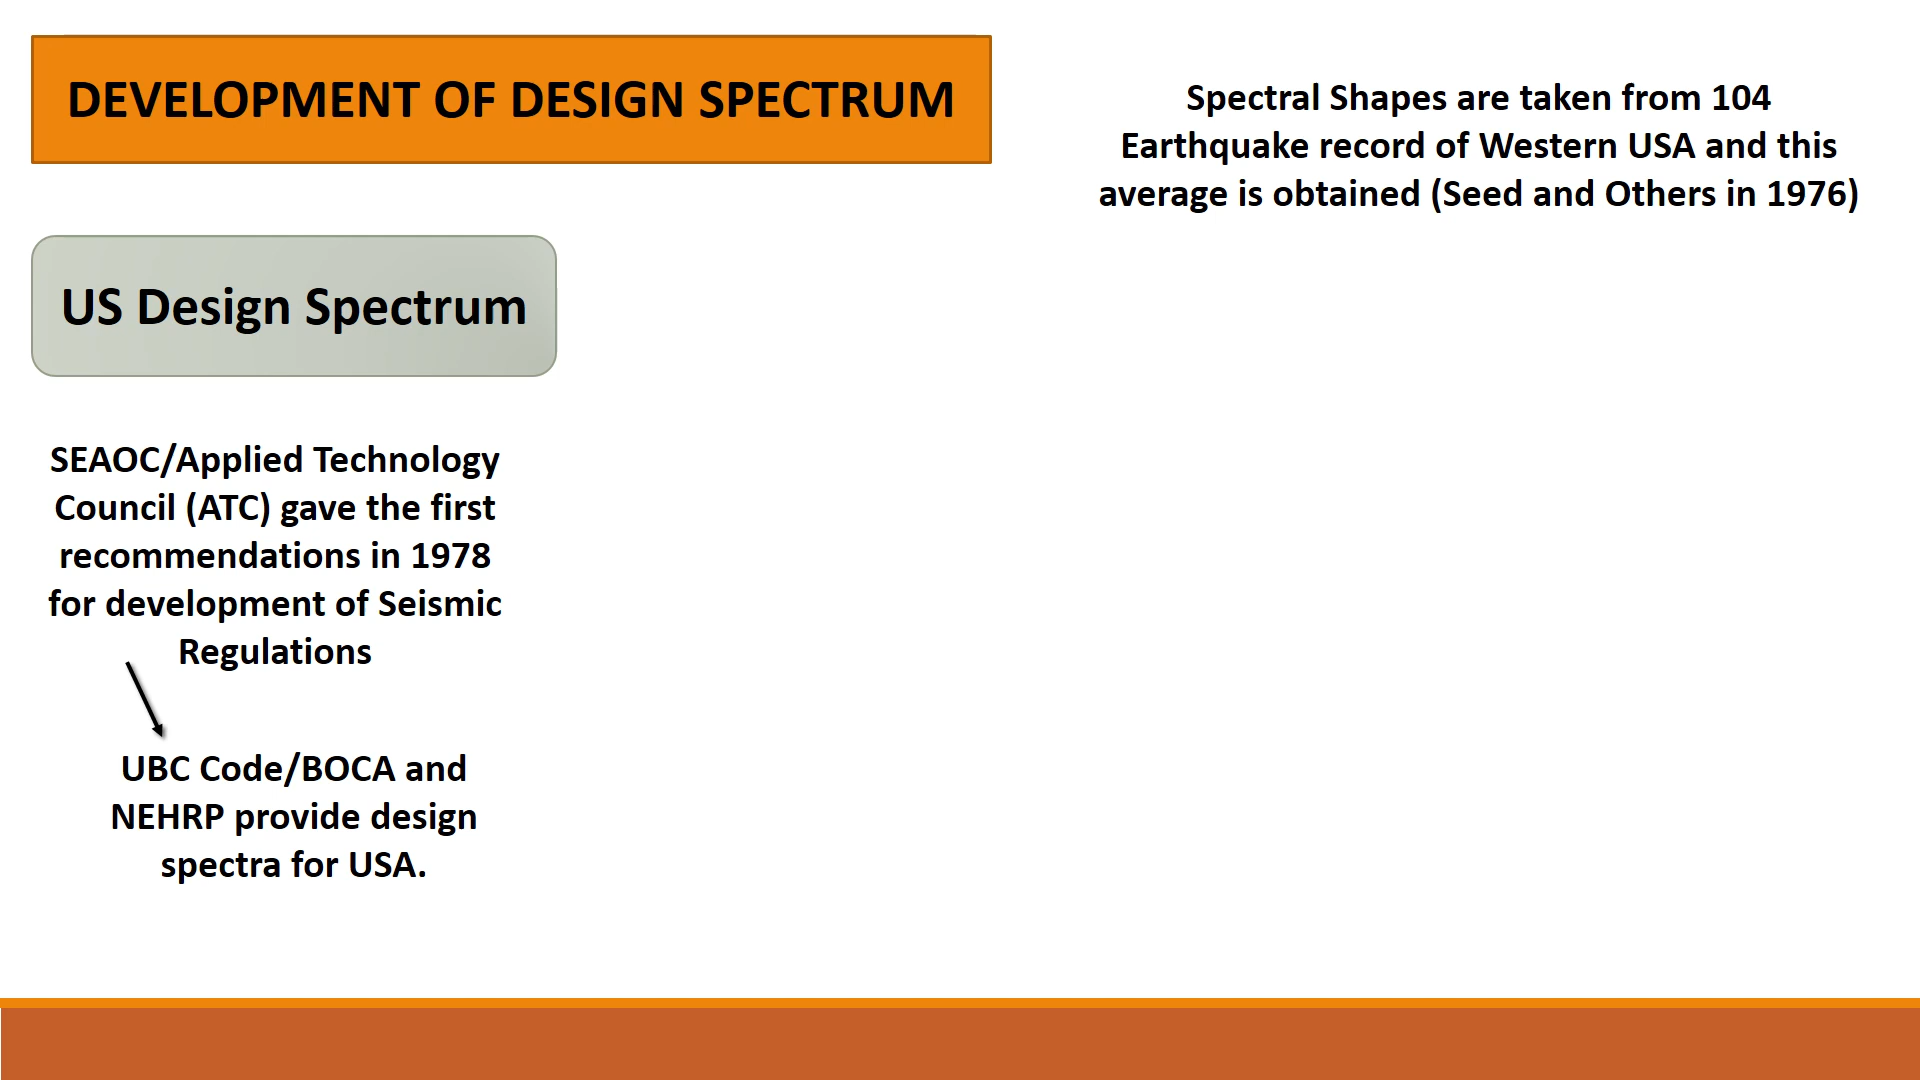 DEVELOPMENT OF DESIGN SPECTRUM
Spectral Shapes are taken from 104
Earthquake record of Western USA and this
average is obtained (Seed and Others in 1976)
US Design Spectrum
SEAOC/Applied Technology
Council (ATC) gave the first
recommendations in 1978
for development of Seismic
Regulations
UBC Code/BOCA and
NEHRP provide design
spectra for USA.